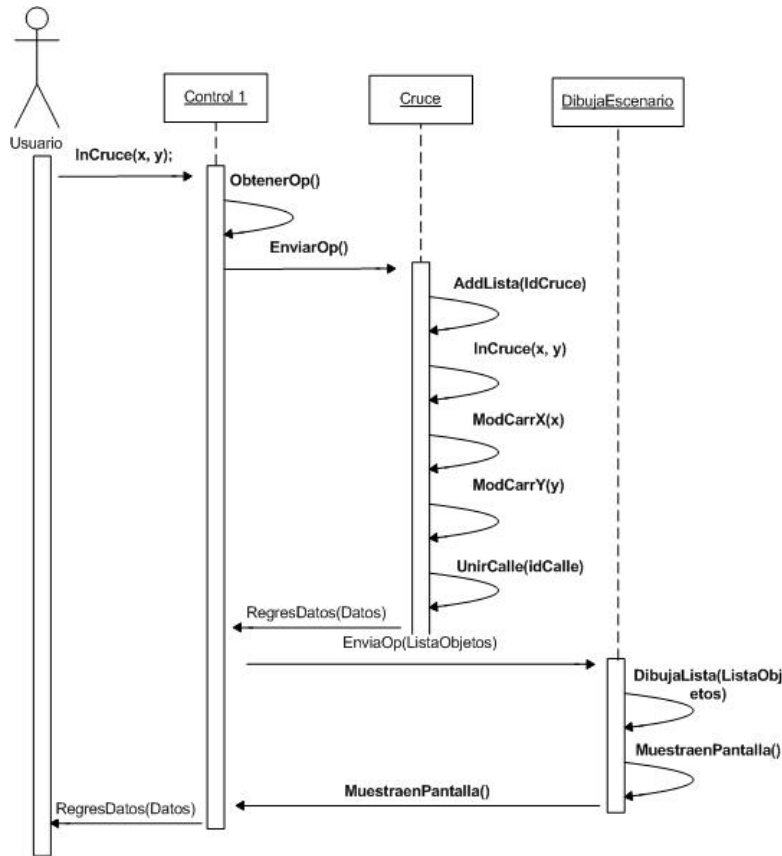 Control 1
Cruce
DibujaEscenario
Usuario
InCruce(x, y);
ObtenerOp()
EnviarOp()
AddLista(IdCruce)
InCruce(x, y)
ModCarrX(x)
ModCarrY(y)
UnirCalle(idCalle)
RegresDatos(Datos)
EnviaOp(ListaObjetos)
DibujaLista(ListaObj
etos)
MuestraenPantalla()
MuestraenPantalla()
RegresDatos(Datos)